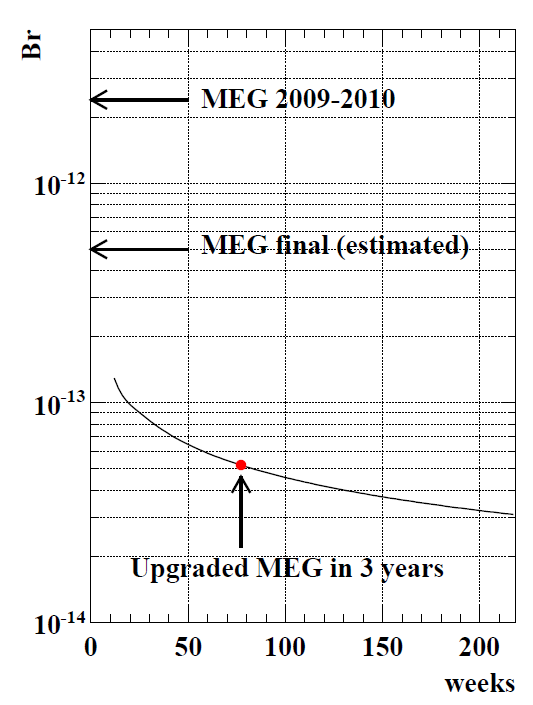 Br
MEG 2009-2010
10⁻¹²
MEG final (estimated)
10⁻¹³
Upgraded MEG in 3 years
10⁻¹⁴
0 50 100 150 200
weeks